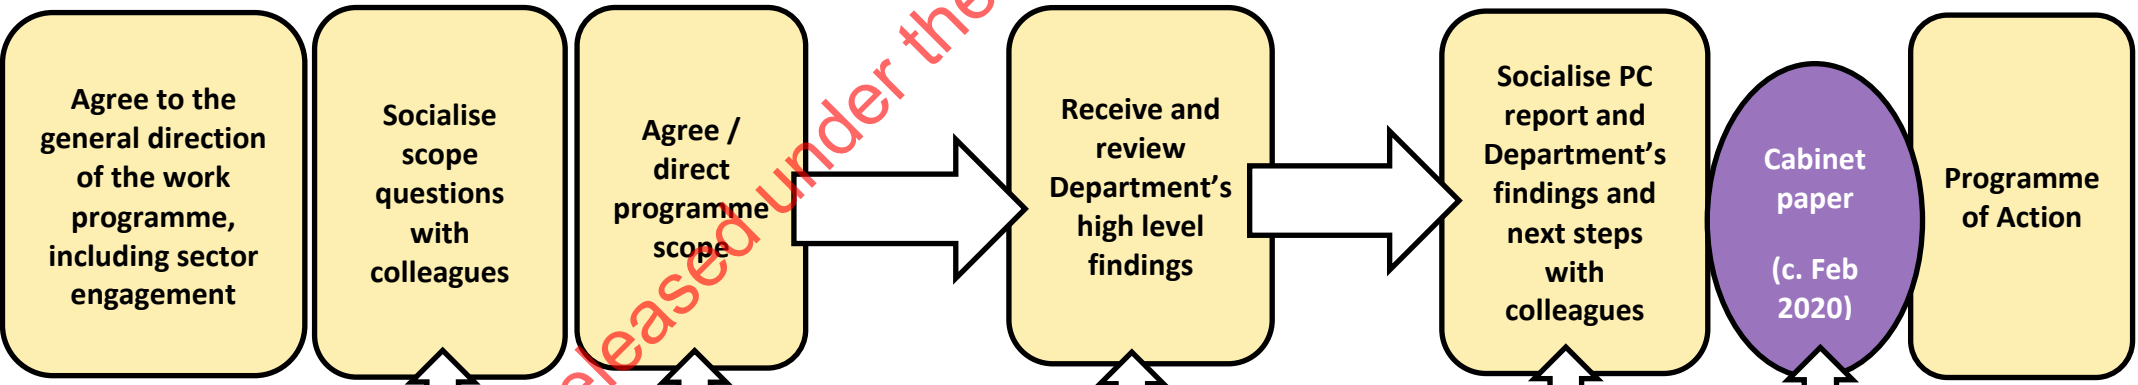 Agree to the
general direction
of the work
programme,
including sector
engagement
Socialise
scope
questions
with
colleagues
Agree /
direct
programme
scope
Receive and
review
Department's
high level
findings
Socialise PC
report and
Department's
findings and
next steps
with
colleagues
Cabinet
paper
(c. Feb
2020)
Programme
of Action
eleased under the